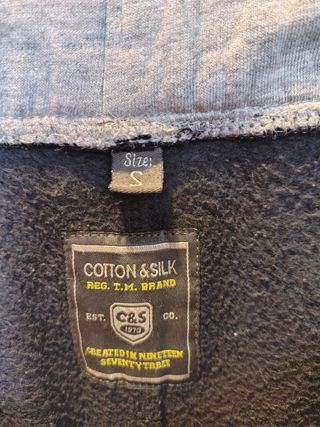 Size:
S
COTTON & SILK
REG. T.M. BRAND
EST. C&S CO.
1973
CREATED IN NINETEEN
SEVENTY THREE